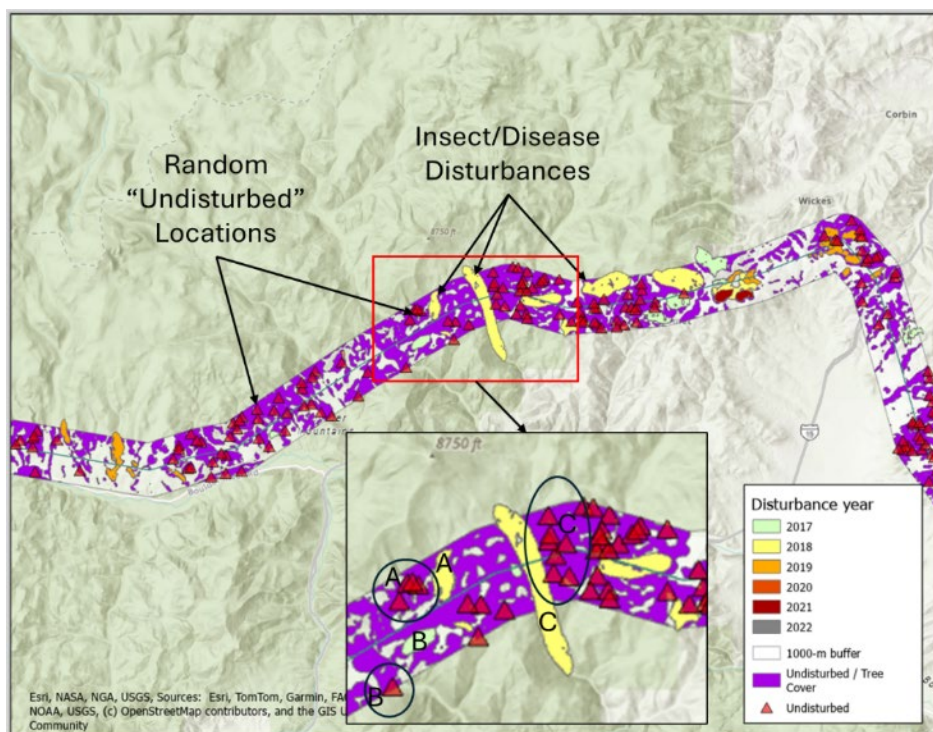 Corbin
Insect/Disease
Disturbances
Random
“Undisturbed”
Locations
Wickes
8750 ft
15
8750 ft
A
A
C
B
C
B
Disturbance year
2017
2018
2019
2020
2021
2022
1000-m buffer
Undisturbed / Tree
Cover
Undisturbed
Esri, NASA, NGA, USGS, Sources: Esri, TomTom, Garmin, FA
NOAA, USGS, (c) OpenStreetMap contributors, and the GIS U
Community